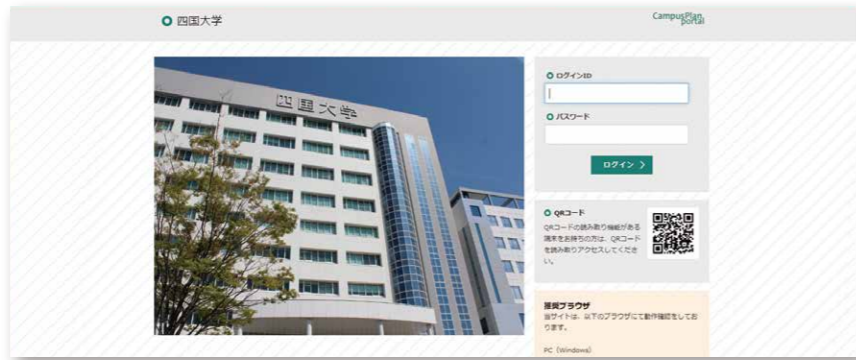 四国大学
CampusPlan
portal
四国大学
ログインID
パスワード
ログイン
QRコード
QRコードの読み取り機能がある
端末をお持ちの方は、QRコード
を読み取りアクセスしてくださ
い。
推奨ブラウザ
当サイトは、以下のブラウザにて動作確認をしてお
ります。
PC (Windows)